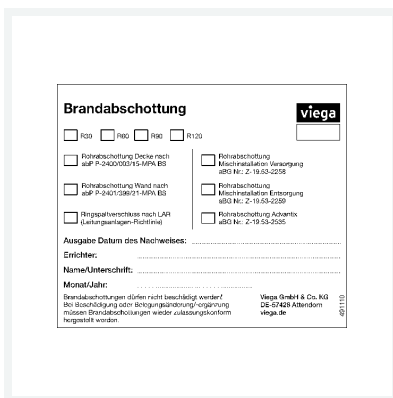 Brandabschottung
viega
R30 R60 R90 R120
Rohrabschottung Decke nach
abP P-2400/003/15-MPA BS
Rohrabschottung Wand nach
abP P-2401/399/21-MPA BS
Ringspaltverschluss nach LAR
(Leitungsanlagen-Richtlinie)
Rohrabschottung
Mischinstallation Versorgung
aBG Nr.: Z-19.53-2258
Rohrabschottung
Mischinstallation Entsorgung
aBG Nr.: Z-19.53-2259
Rohrabschottung Advantix
aBG Nr.: Z-19.53-2535
Ausgabe Datum des Nachweises:
Errichter:
Name/Unterschrift:
Monat/Jahr:
Brandabschottungen dürfen nicht beschädigt werden!
Bei Beschädigung oder Belegungsänderung/-ergänzung
müssen Brandabschottungen wieder zulassungskonform
hergestellt werden.
Viega GmbH & Co. KG
DE-57428 Attendorn
viega.de
491110